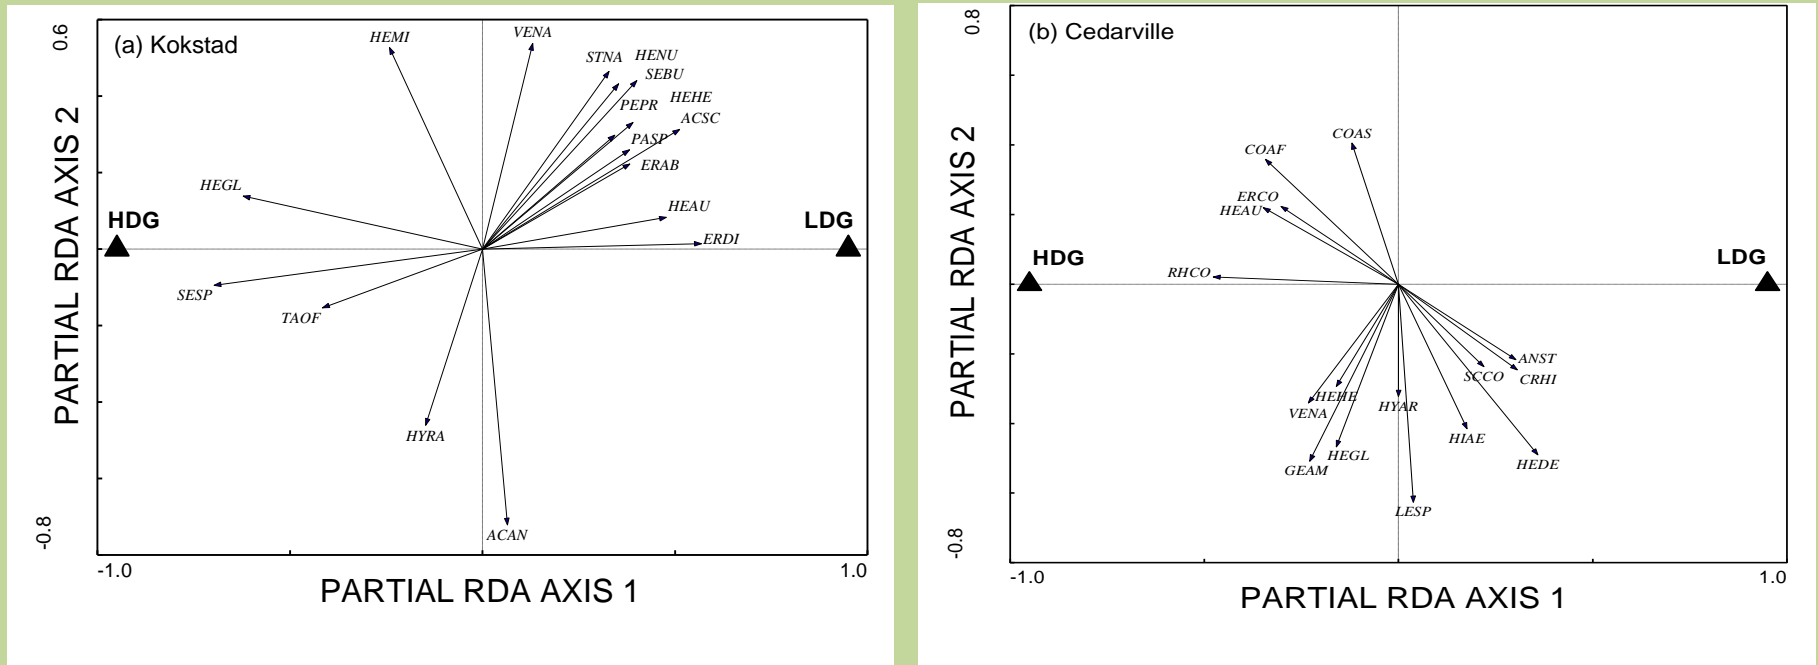 (a) Kokstad
0.6
-0.8
PARTIAL RDA AXIS 2
HEMI
VENA
STNA
HENU
SEBU
HEHE
PEPR
ACSC
PASP
ERAB
HEGL
HEAU
HDG
LDG
ERDI
SESP
TAOF
HYRA
ACAN
-1.0
1.0
PARTIAL RDA AXIS 1
(b) Cedarville
0.8
-0.8
PARTIAL RDA AXIS 2
COAS
COAF
ERCO
HEAU
RHCO
HDG
LDG
ANST
SCCO
CRHI
HEHE
VENA
HYAR
HIAE
HEGL
GEAM
HEDE
LESP
-1.0
1.0
PARTIAL RDA AXIS 1